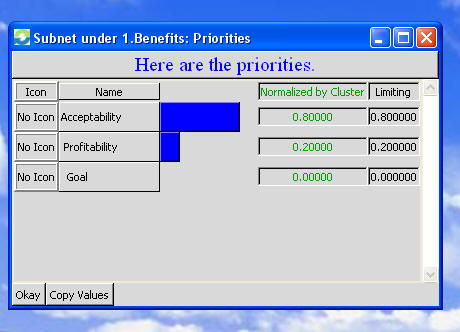 Subnet under 1.Benefits: Priorities
Here are the priorities.
Icon Name Normalized by Cluster Limiting
No Icon Acceptability 0.80000 0.800000
No Icon Profitability 0.20000 0.200000
No Icon Goal 0.00000 0.000000
Okay Copy Values